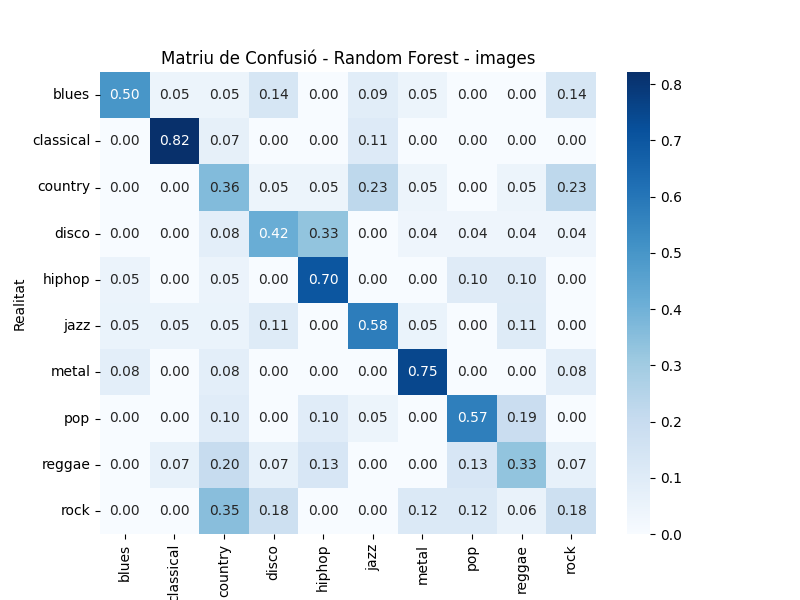 Matriu de Confusió - Random Forest - images
Realitat
blues 0.50 0.05 0.05 0.14 0.00 0.09 0.05 0.00 0.00 0.14
classical 0.00 0.82 0.07 0.00 0.00 0.11 0.00 0.00 0.00 0.00
country 0.00 0.00 0.36 0.05 0.05 0.23 0.05 0.00 0.05 0.23
disco 0.00 0.00 0.08 0.42 0.33 0.00 0.04 0.04 0.04 0.04
hiphop 0.05 0.00 0.05 0.00 0.70 0.00 0.00 0.10 0.10 0.00
jazz 0.05 0.05 0.05 0.11 0.00 0.58 0.05 0.00 0.11 0.00
metal 0.08 0.00 0.08 0.00 0.00 0.00 0.75 0.00 0.00 0.08
pop 0.00 0.00 0.10 0.00 0.10 0.05 0.00 0.57 0.19 0.00
reggae 0.00 0.07 0.20 0.07 0.13 0.00 0.00 0.13 0.33 0.07
rock 0.00 0.00 0.35 0.18 0.00 0.00 0.12 0.12 0.06 0.18
blues classical country disco hiphop jazz metal pop reggae rock
0.8
0.7
0.6
0.5
0.4
0.3
0.2
0.1
0.0